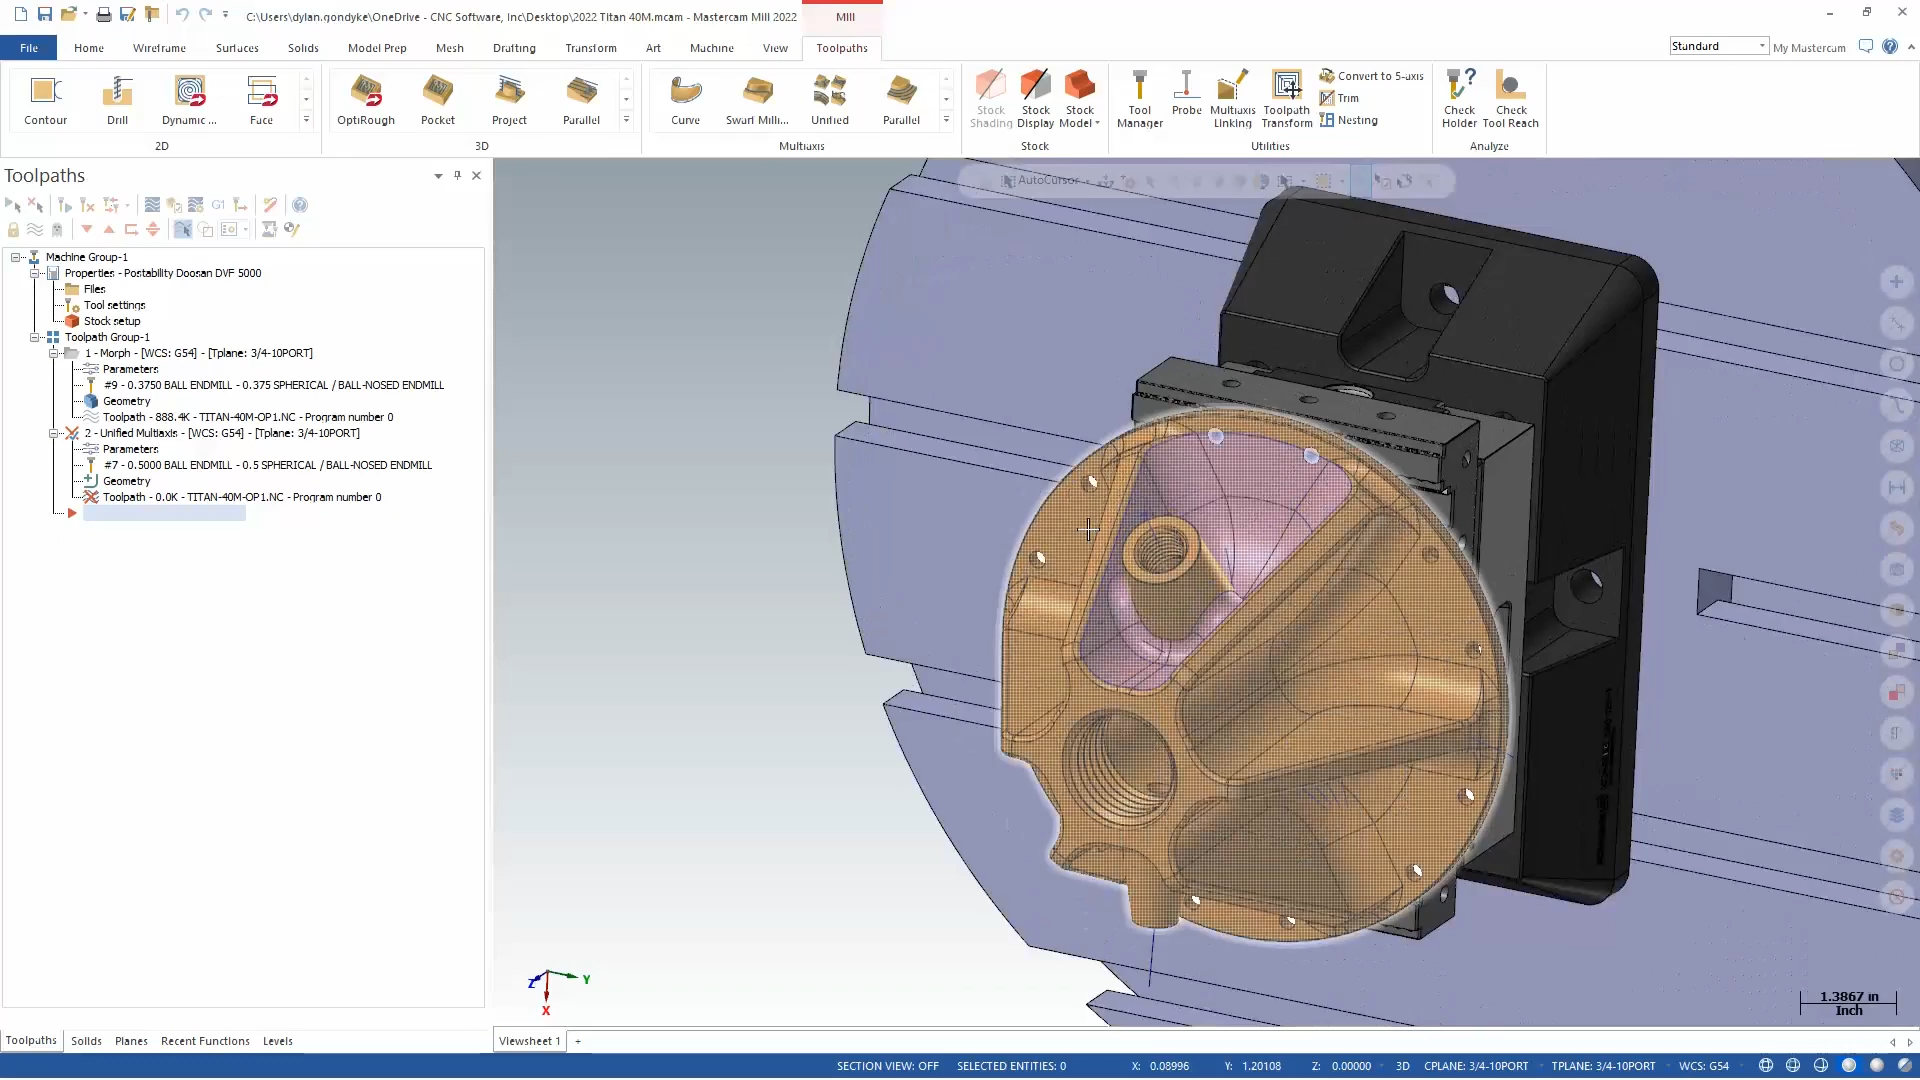 C:\Users\dylan.gondyke\OneDrive - CNC Software, Inc\Desktop\2022 Titan 40M.mcam - Mastercam Mill 2022
Mill
File Home Wireframe Surfaces Solids Model Prep Mesh Drafting Transform Art Machine View Toolpaths
Standard My Mastercam
Contour Drill Dynamic ... Face
2D
OptiRough Pocket Project Parallel
3D
Curve Swarf Milli... Unified Parallel
Multiaxis
Stock Shading Stock Display Stock Model
Stock
Tool Manager Probe Multiaxis Linking Toolpath Transform
Convert to 5-axis
Trim
Nesting
Utilities
Check Holder Check Tool Reach
Analyze
Toolpaths
G1
AutoCursor
Machine Group-1
Properties - Postability Doosan DVF 5000
Files
Tool settings
Stock setup
Toolpath Group-1
1 - Morph - [WCS: G54] - [Tplane: 3/4-10PORT]
Parameters
#9 - 0.3750 BALL ENDMILL - 0.375 SPHERICAL / BALL-NOSED ENDMILL
Geometry
Toolpath - 888.4K - TITAN-40M-OP1.NC - Program number 0
2 - Unified Multiaxis - [WCS: G54] - [Tplane: 3/4-10PORT]
Parameters
#7 - 0.5000 BALL ENDMILL - 0.5 SPHERICAL / BALL-NOSED ENDMILL
Geometry
Toolpath - 0.0K - TITAN-40M-OP1.NC - Program number 0
Z Y
X
1.3867 in
Inch
Toolpaths Solids Planes Recent Functions Levels
Viewsheet 1 +
SECTION VIEW: OFF SELECTED ENTITIES: 0 X: 0.08996 Y: 1.20108 Z: 0.00000 3D CPLANE: 3/4-10PORT TPLANE: 3/4-10PORT WCS: G54